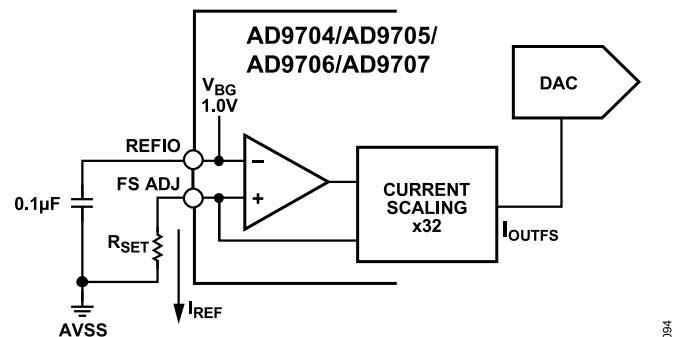 AD9704/AD9705/
AD9706/AD9707
DAC
VBG
1.0V
REFIO
FS ADJ
−
+
0.1µF
RSET
CURRENT
SCALING
x32
IOUTFS
IREF
AVSS
094